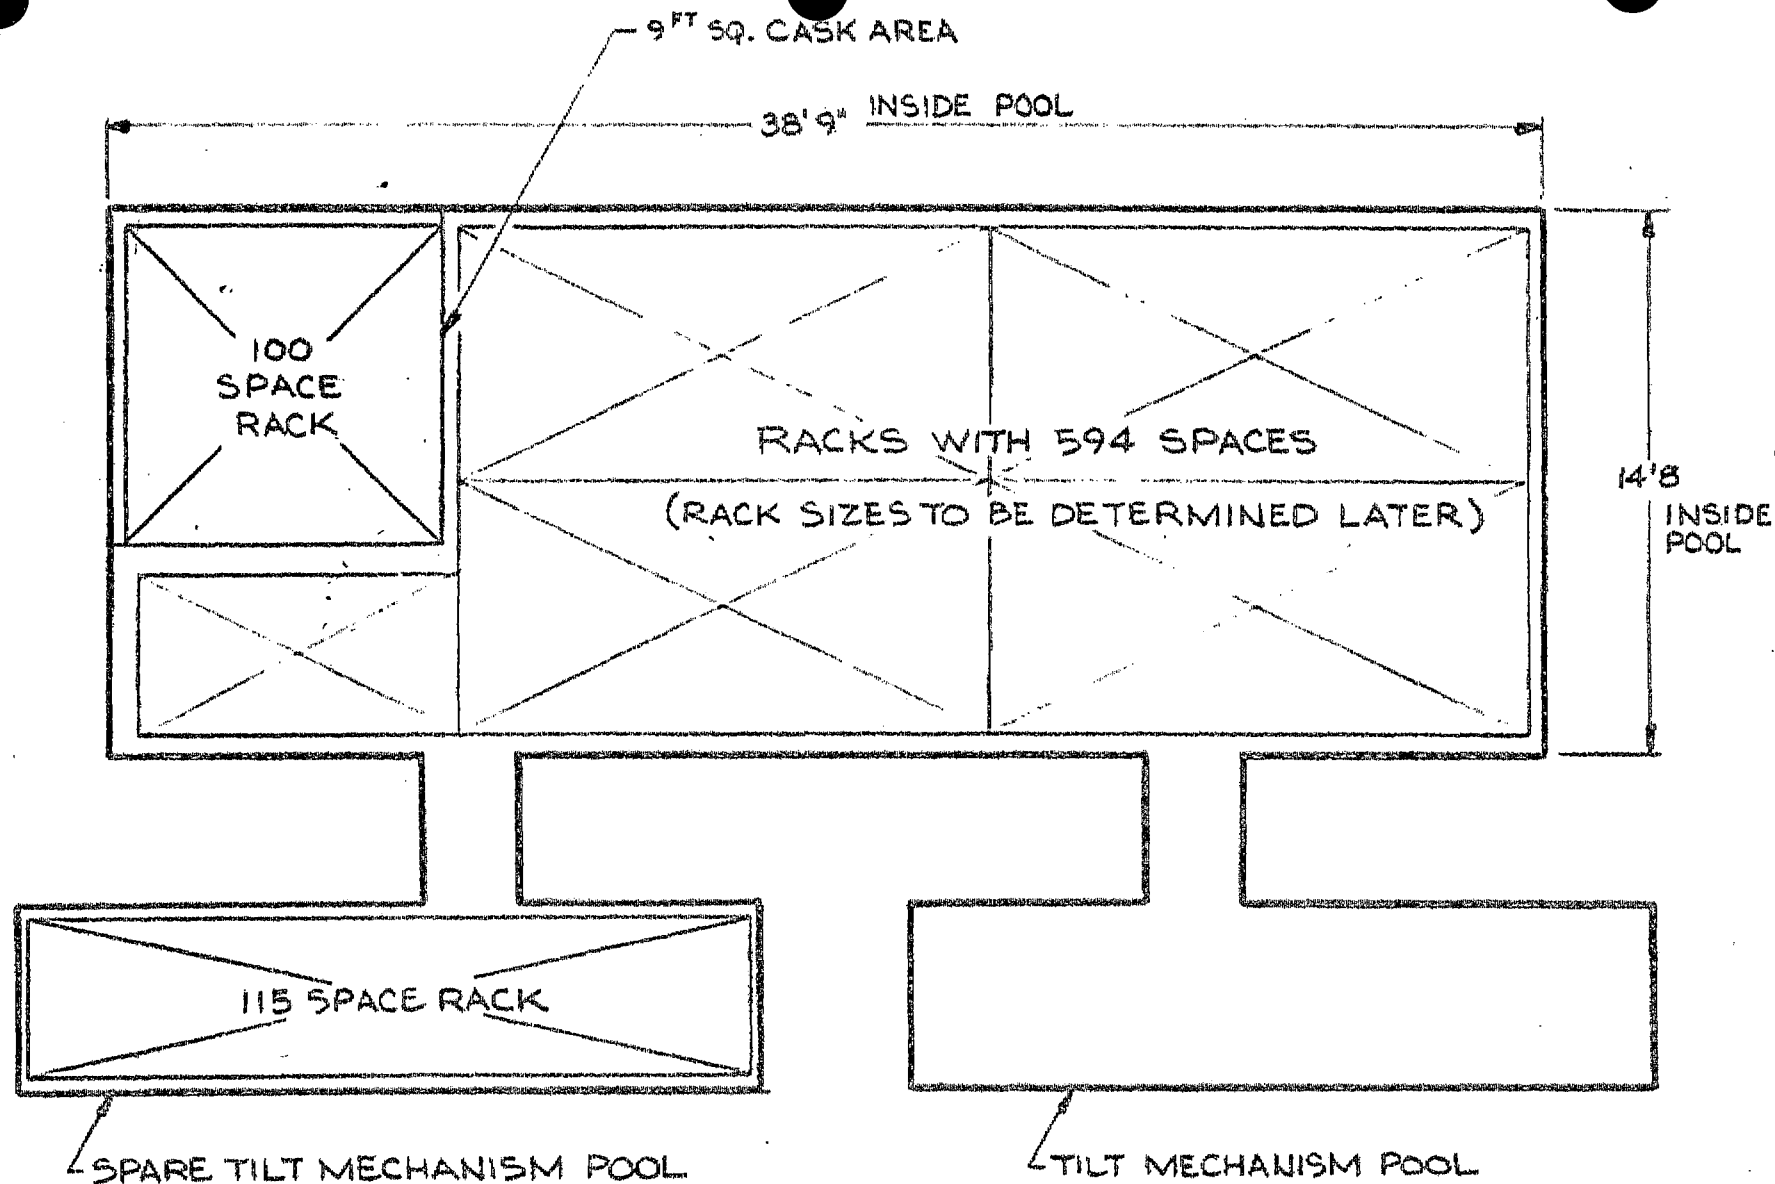 9FT SQ. CASK AREA
38'9" INSIDE POOL
100
SPACE
RACK
RACKS WITH 594 SPACES
(RACK SIZES TO BE DETERMINED LATER)
14'8
INSIDE
POOL
115 SPACE RACK
SPARE TILT MECHANISM POOL
TILT MECHANISM POOL